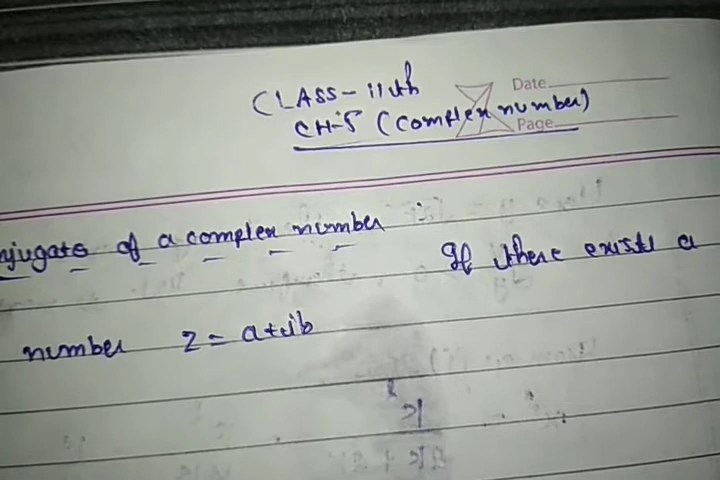 CLASS-11th
Date
CH-5 (Complex number)
Page
njugate of a complex number :
If there exists a
number z = a+ib